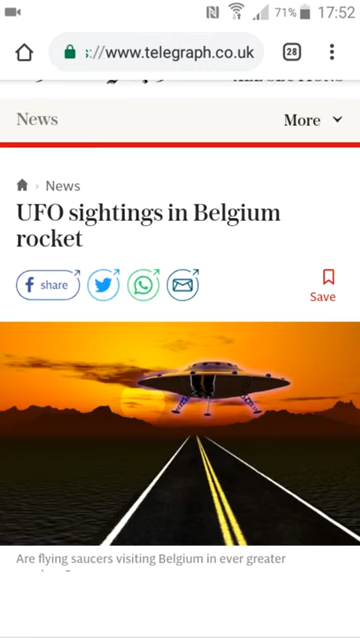 71% 17:52
://www.telegraph.co.uk 28
News More
News
UFO sightings in Belgium
rocket
f share
Save
Are flying saucers visiting Belgium in ever greater